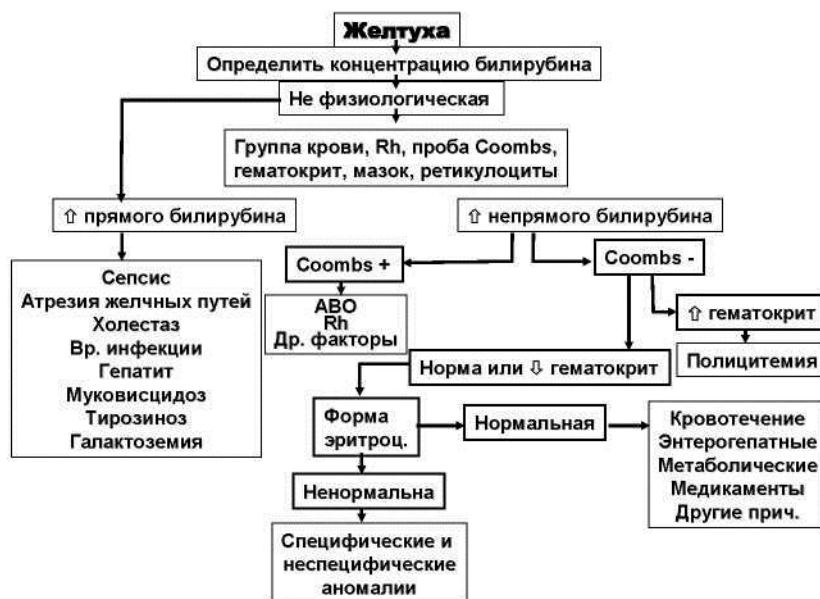 Желтуха
Определить концентрацию билирубина
Не физиологическая
Группа крови, Rh, проба Coombs,
гематокрит, мазок, ретикулоциты
⇧ прямого билирубина
⇧ непрямого билирубина
Сепсис
Атрезия желчных путей
Холестаз
Вр. инфекции
Гепатит
Муковисцидоз
Тирозиноз
Галактоземия
Coombs +
Coombs -
АВО
Rh
Др. факторы
⇧ гематокрит
Полицитемия
Норма или ⇩ гематокрит
Форма
эритроц.
Нормальная
Кровотечение
Энтерогепатные
Метаболические
Медикаменты
Другие прич.
Ненормальна
Специфические и
неспецифические
аномалии